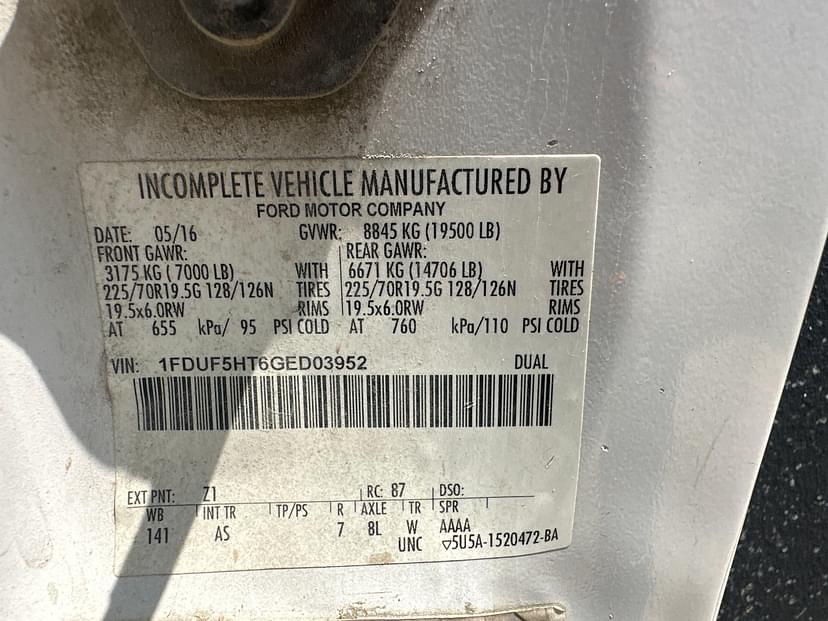 INCOMPLETE VEHICLE MANUFACTURED BY
FORD MOTOR COMPANY
DATE: 05/16 GVWR: 8845 KG (19500 LB)
FRONT GAWR: REAR GAWR:
3175 KG ( 7000 LB) WITH 6671 KG (14706 LB) WITH
225/70R19.5G 128/126N TIRES 225/70R19.5G 128/126N TIRES
19.5x6.0RW RIMS 19.5x6.0RW RIMS
AT 655 kPa/ 95 PSI COLD AT 760 kPa/110 PSI COLD
VIN: 1FDUF5HT6GED03952 DUAL
EXT PNT: Z1 RC: 87 DSO:
WB INT TR TP/PS R AXLE TR SPR
141 AS 7 8L W AAAA
UNC ▽5U5A-1520472-BA